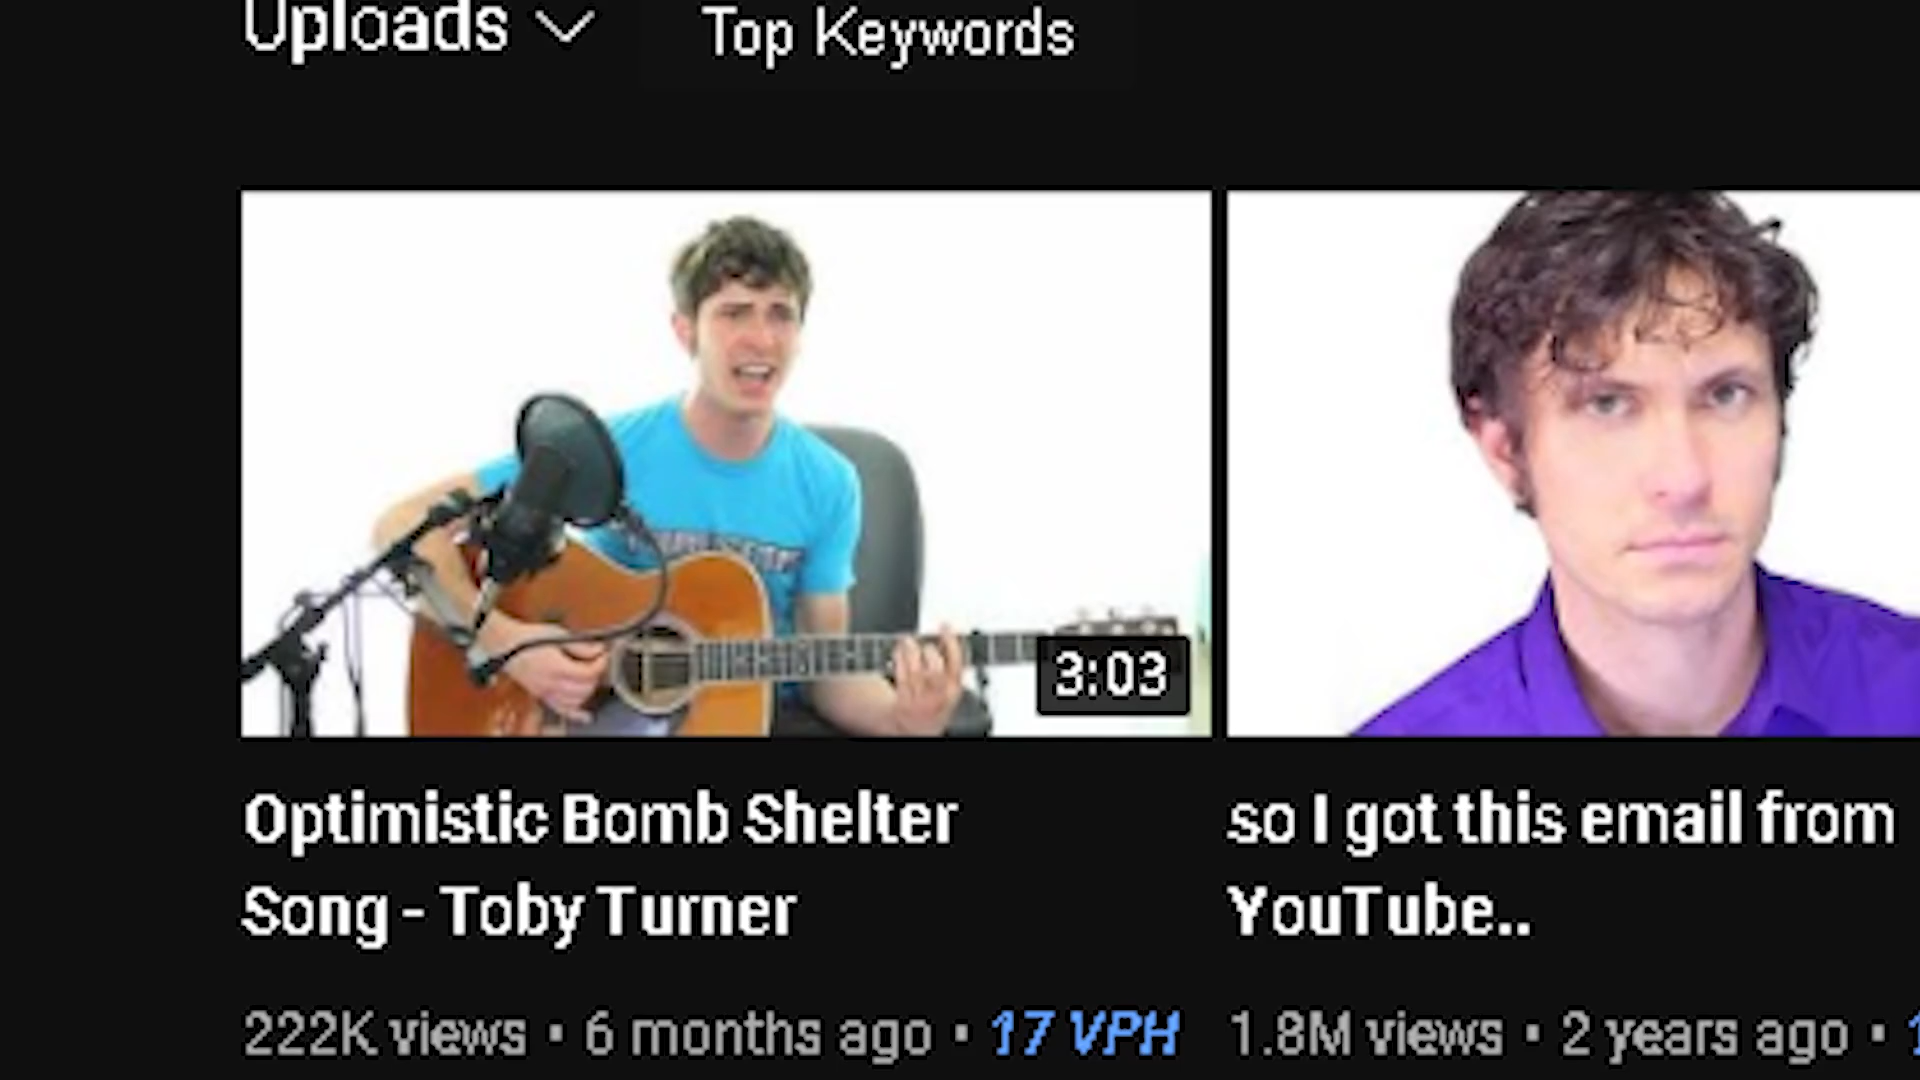 Uploads Top Keywords
3:03
Optimistic Bomb Shelter
Song - Toby Turner
222K views • 6 months ago • 17 VPH
so I got this email from
YouTube..
1.8M views • 2 years ago •